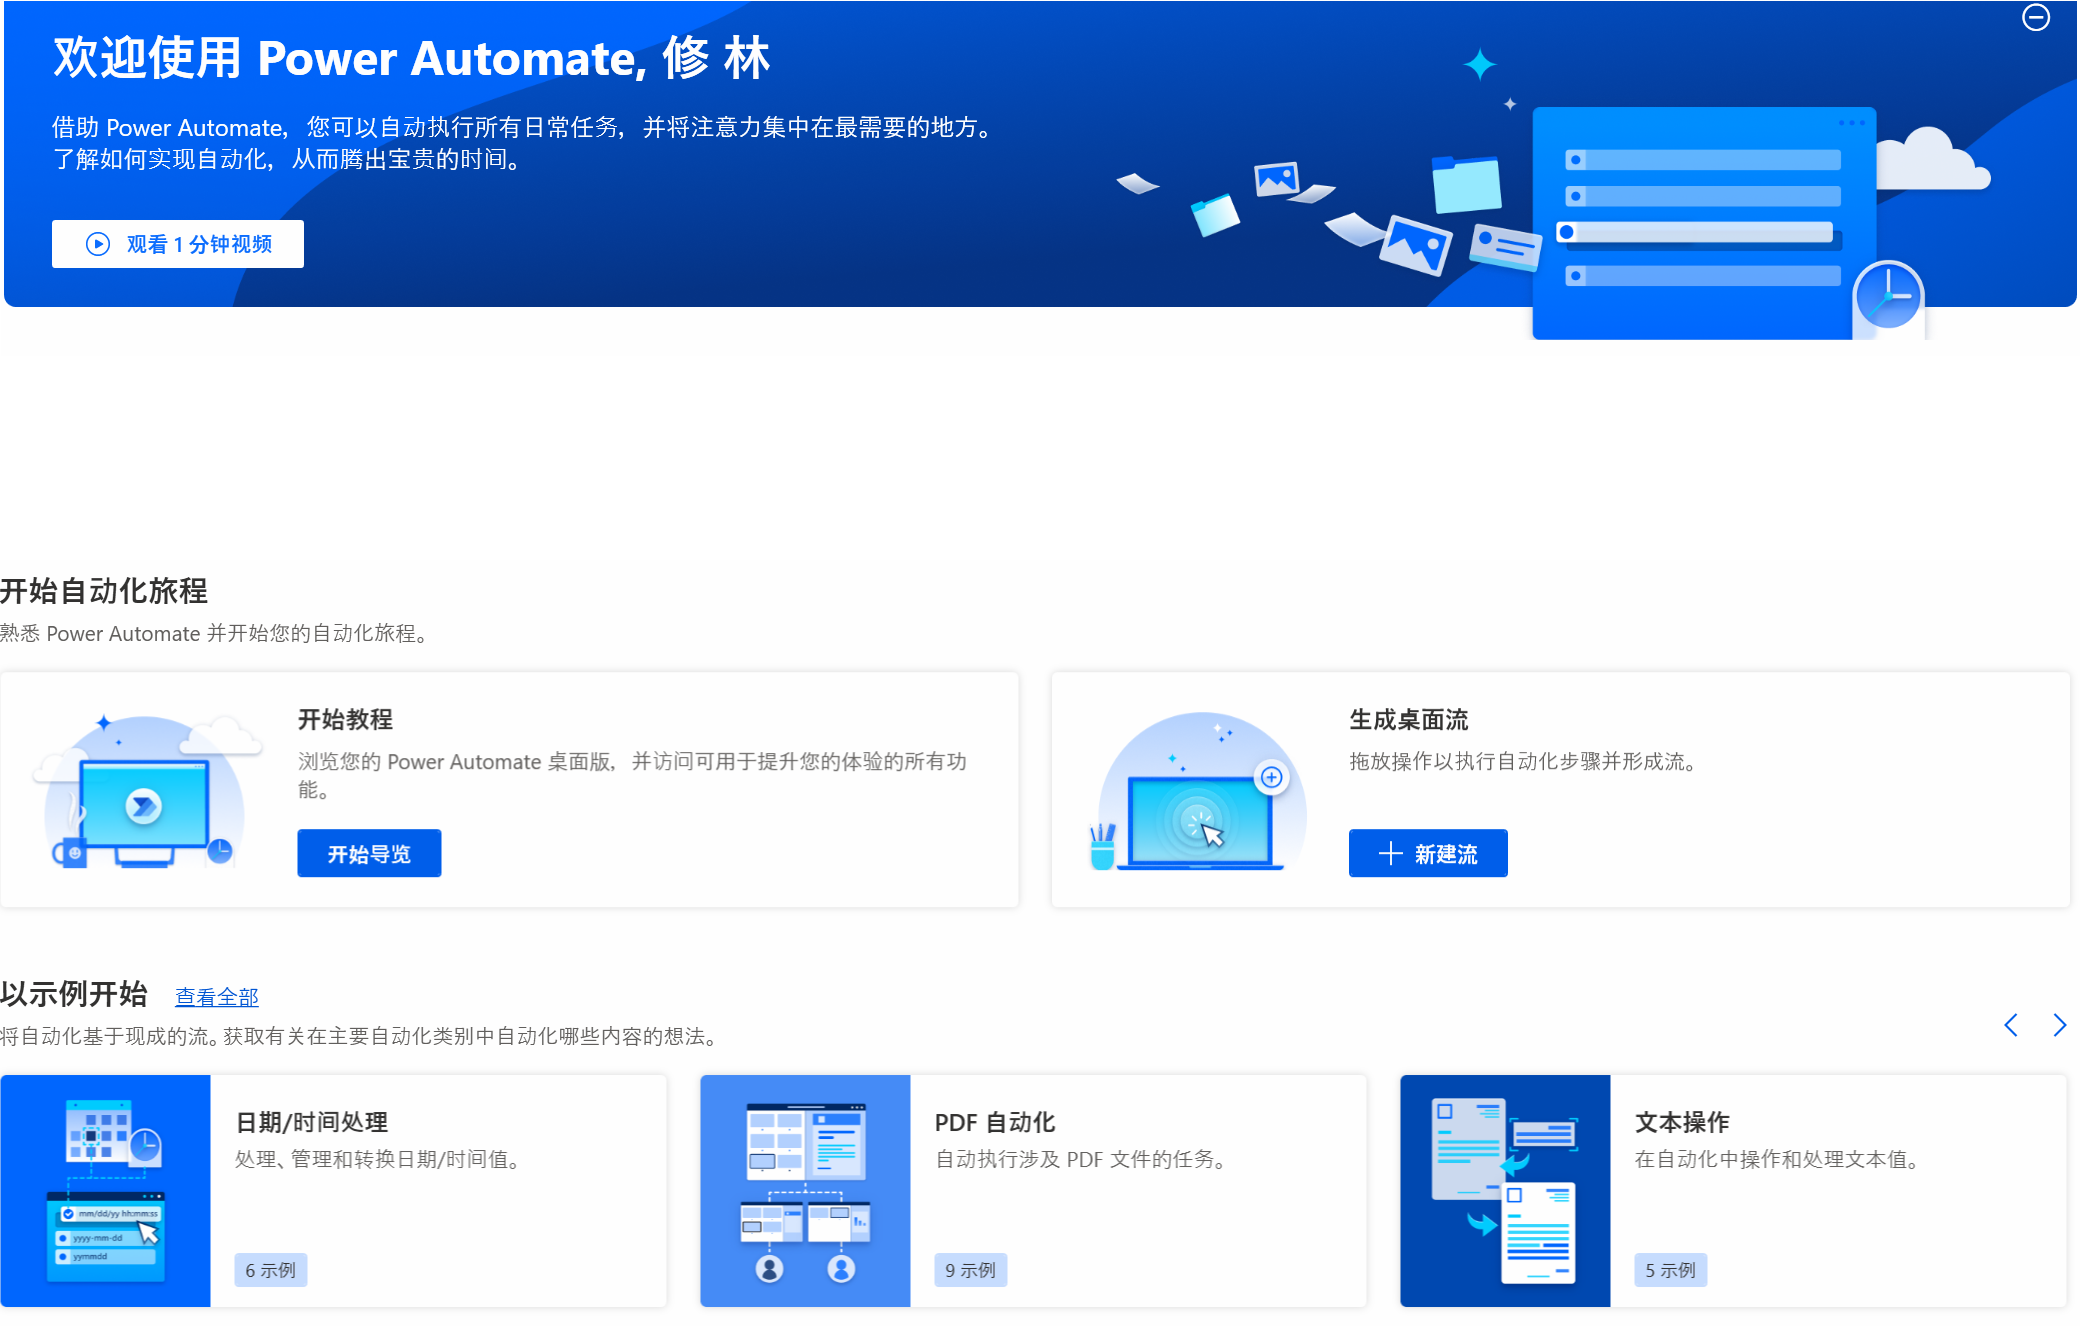 欢迎使用 Power Automate, 修 林
借助 Power Automate，您可以自动执行所有日常任务，并将注意力集中在最需要的地方。
了解如何实现自动化，从而腾出宝贵的时间。
观看 1 分钟视频
开始自动化旅程
熟悉 Power Automate 并开始您的自动化旅程。
开始教程
浏览您的 Power Automate 桌面版，并访问可用于提升您的体验的所有功
能。
开始导览
生成桌面流
拖放操作以执行自动化步骤并形成流。
新建流
以示例开始 查看全部
将自动化基于现成的流。获取有关在主要自动化类别中自动化哪些内容的想法。
日期/时间处理
处理、管理和转换日期/时间值。
mm/dd/yy hh:mm:ss
yyyy-mm-dd
yymmdd
6 示例
PDF 自动化
自动执行涉及 PDF 文件的任务。
9 示例
文本操作
在自动化中操作和处理文本值。
5 示例